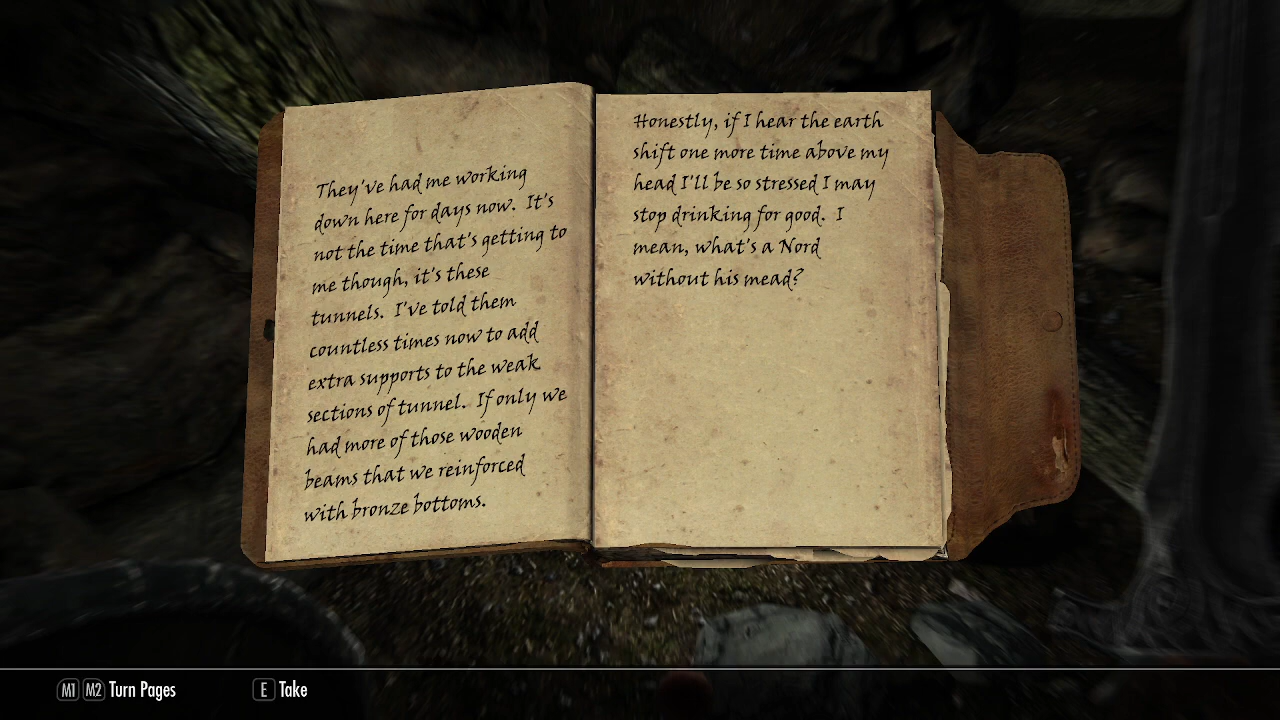 They've had me working
down here for days now. It's
not the time that's getting to
me though, it's these
tunnels. I've told them
countless times now to add
extra supports to the weak
sections of tunnel. If only we
had more of those wooden
beams that we reinforced
with bronze bottoms.
Honestly, if I hear the earth
shift one more time above my
head I'll be so stressed I may
stop drinking for good. I
mean, what's a Nord
without his mead?
M1 M2 Turn Pages
E Take